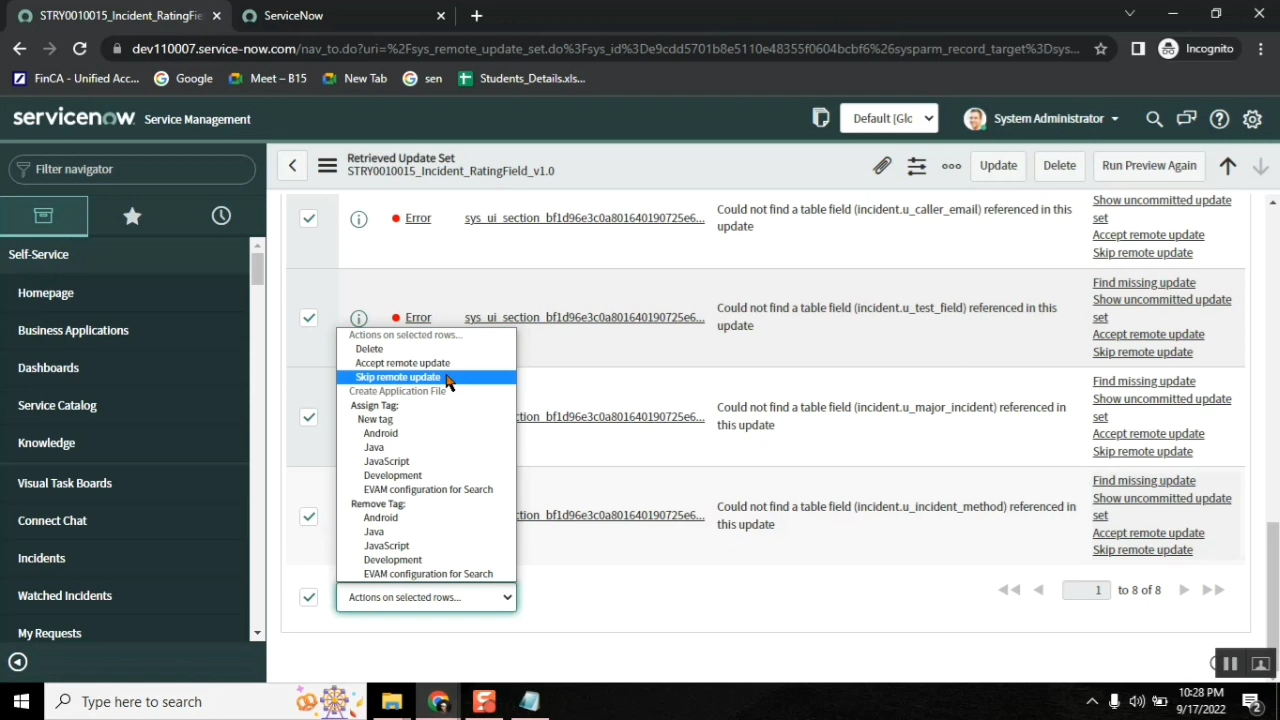 STRY0010015_Incident_RatingFie
ServiceNow
dev110007.service-now.com/nav_to.do?uri=%2Fsys_remote_update_set.do%3Fsys_id%3De9cdd5701b8e5110e48355f0604bcbf6%26sysparm_record_target%3Dsys...
Incognito
FinCA - Unified Acc...
Google
Meet – B15
New Tab
sen
Students_Details.xls...
servicenow Service Management
Default [Glc
System Administrator
Filter navigator
Retrieved Update Set
STRY0010015_Incident_RatingField_v1.0
Update
Delete
Run Preview Again
Self-Service
Homepage
Business Applications
Dashboards
Service Catalog
Knowledge
Visual Task Boards
Connect Chat
Incidents
Watched Incidents
My Requests
Error
sys_ui_section_bf1d96e3c0a801640190725e6...
Could not find a table field (incident.u_caller_email) referenced in this
update
Show uncommitted update
set
Accept remote update
Skip remote update
Error
sys_ui_section_bf1d96e3c0a801640190725e6...
Could not find a table field (incident.u_test_field) referenced in this
update
Find missing update
Show uncommitted update
set
Accept remote update
Skip remote update
ction_bf1d96e3c0a801640190725e6...
Could not find a table field (incident.u_major_incident) referenced in
this update
Find missing update
Show uncommitted update
set
Accept remote update
Skip remote update
ction_bf1d96e3c0a801640190725e6...
Could not find a table field (incident.u_incident_method) referenced in
this update
Find missing update
Show uncommitted update
set
Accept remote update
Skip remote update
Actions on selected rows...
Delete
Accept remote update
Skip remote update
Create Application File
Assign Tag:
New tag
Android
Java
JavaScript
Development
EVAM configuration for Search
Remove Tag:
Android
Java
JavaScript
Development
EVAM configuration for Search
Actions on selected rows...
1 to 8 of 8
Type here to search
10:28 PM
9/17/2022
2